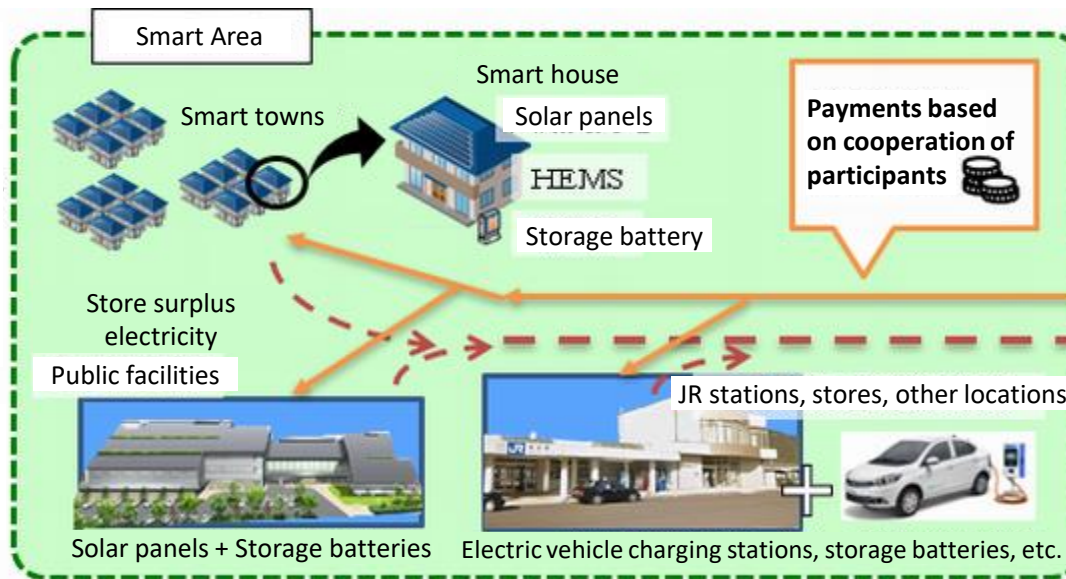 Smart Area
Smart house
Solar panels
Smart towns
HEMS
Storage battery
Payments based
on cooperation of
participants
Store surplus
electricity
Public facilities
JR stations, stores, other locations
JR
Solar panels + Storage batteries
Electric vehicle charging stations, storage batteries, etc.